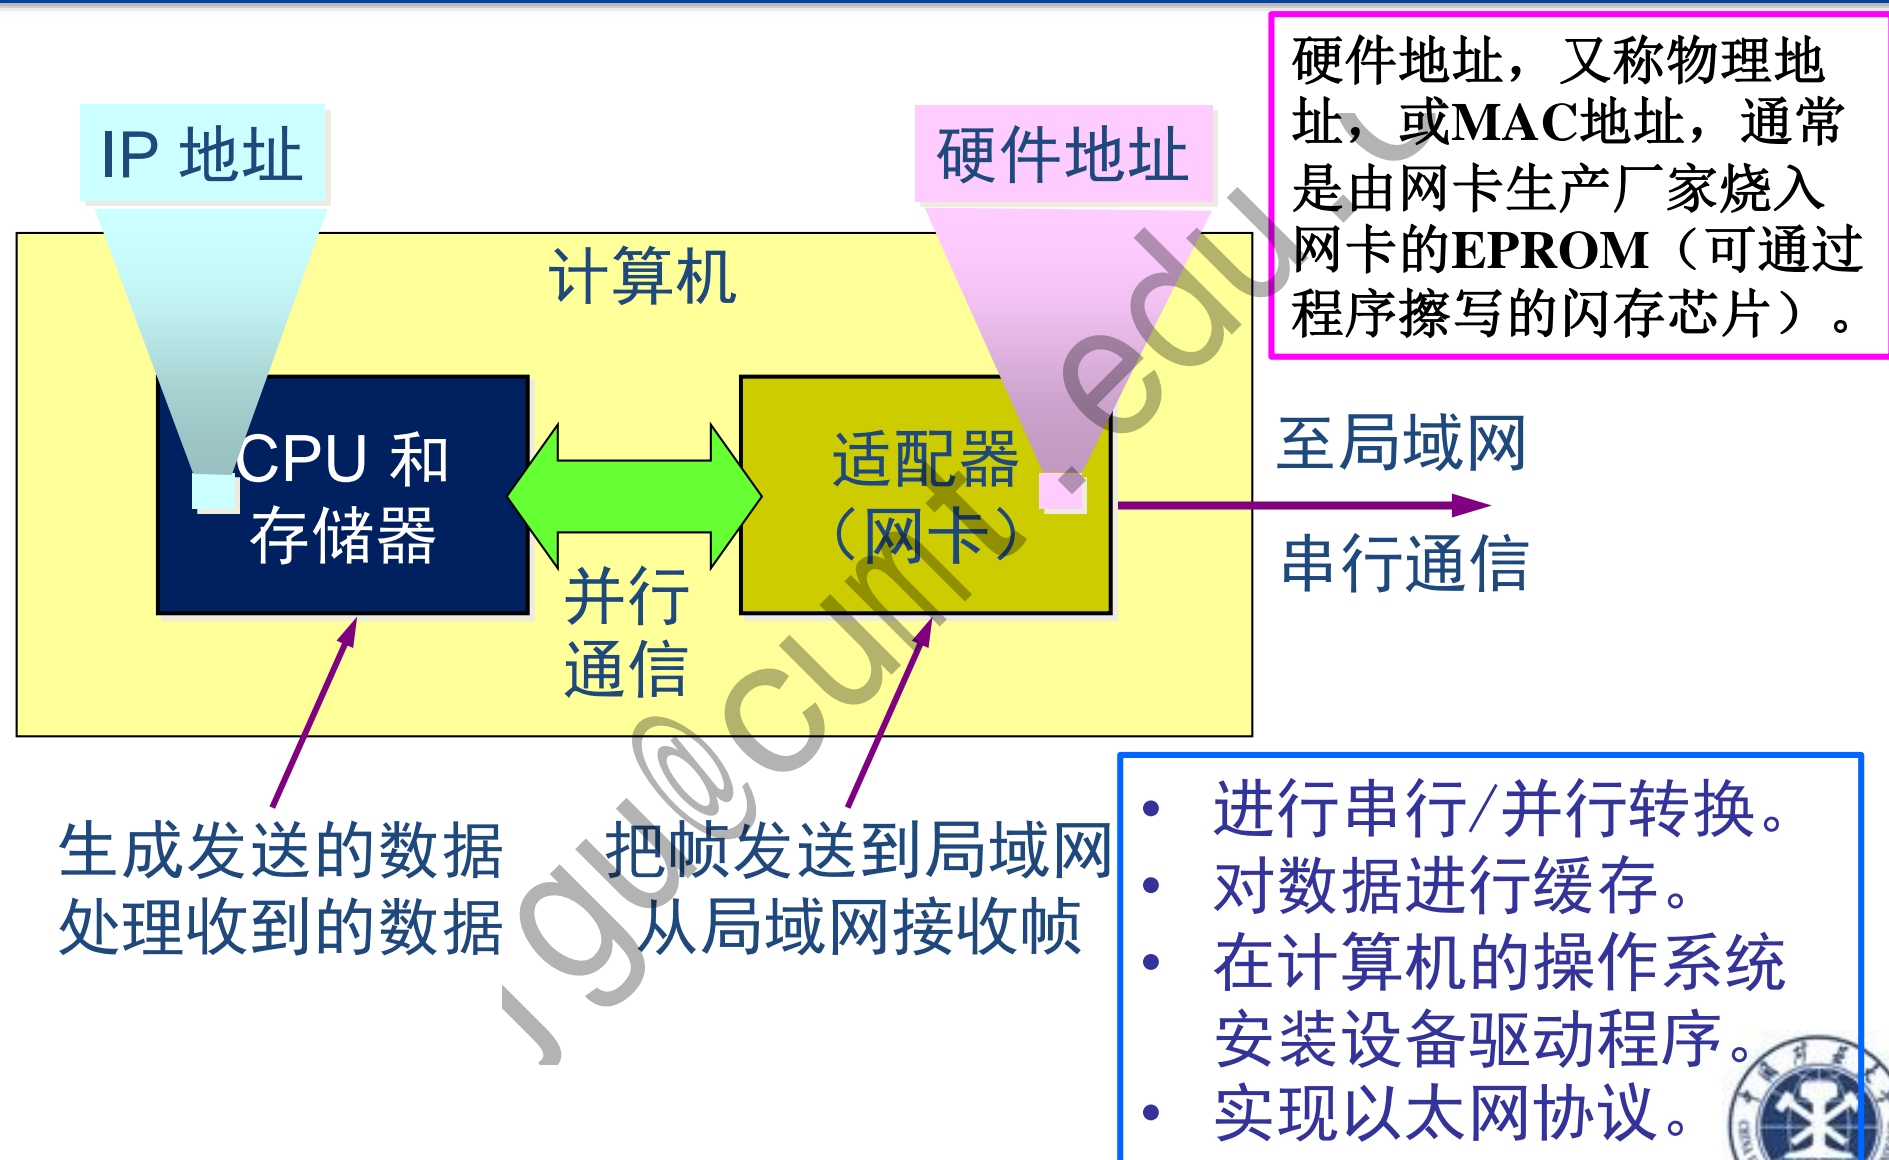 硬件地址，又称物理地
址，或MAC地址，通常
是由网卡生产厂家烧入
网卡的EPROM（可通过
程序擦写的闪存芯片）。
IP 地址
硬件地址
计算机
CPU 和
存储器
适配器
（网卡）
并行
通信
至局域网
串行通信
生成发送的数据
处理收到的数据
把帧发送到局域网
从局域网接收帧
• 进行串行/并行转换。
• 对数据进行缓存。
• 在计算机的操作系统
安装设备驱动程序。
• 实现以太网协议。
gu@cumt.edu.